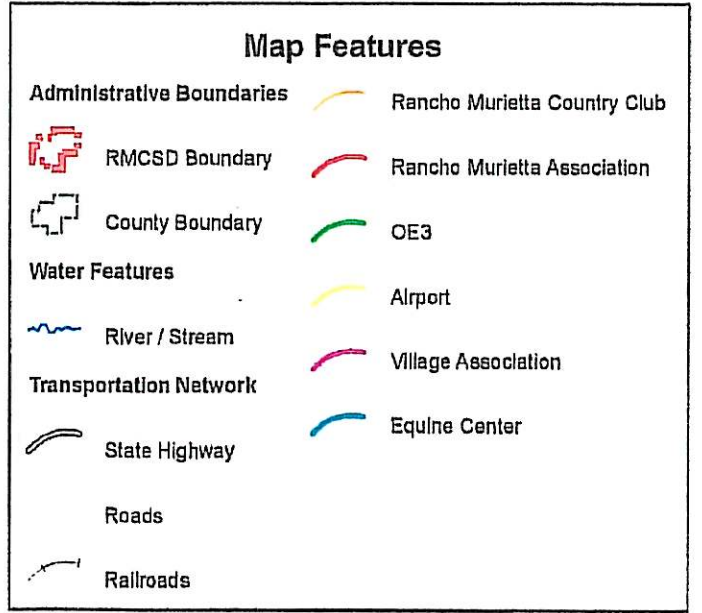 Map Features
Administrative Boundaries
RMCSD Boundary
County Boundary
Water Features
River / Stream
Transportation Network
State Highway
Roads
Railroads
Rancho Murietta Country Club
Rancho Murietta Association
OE3
Airport
Village Association
Equine Center